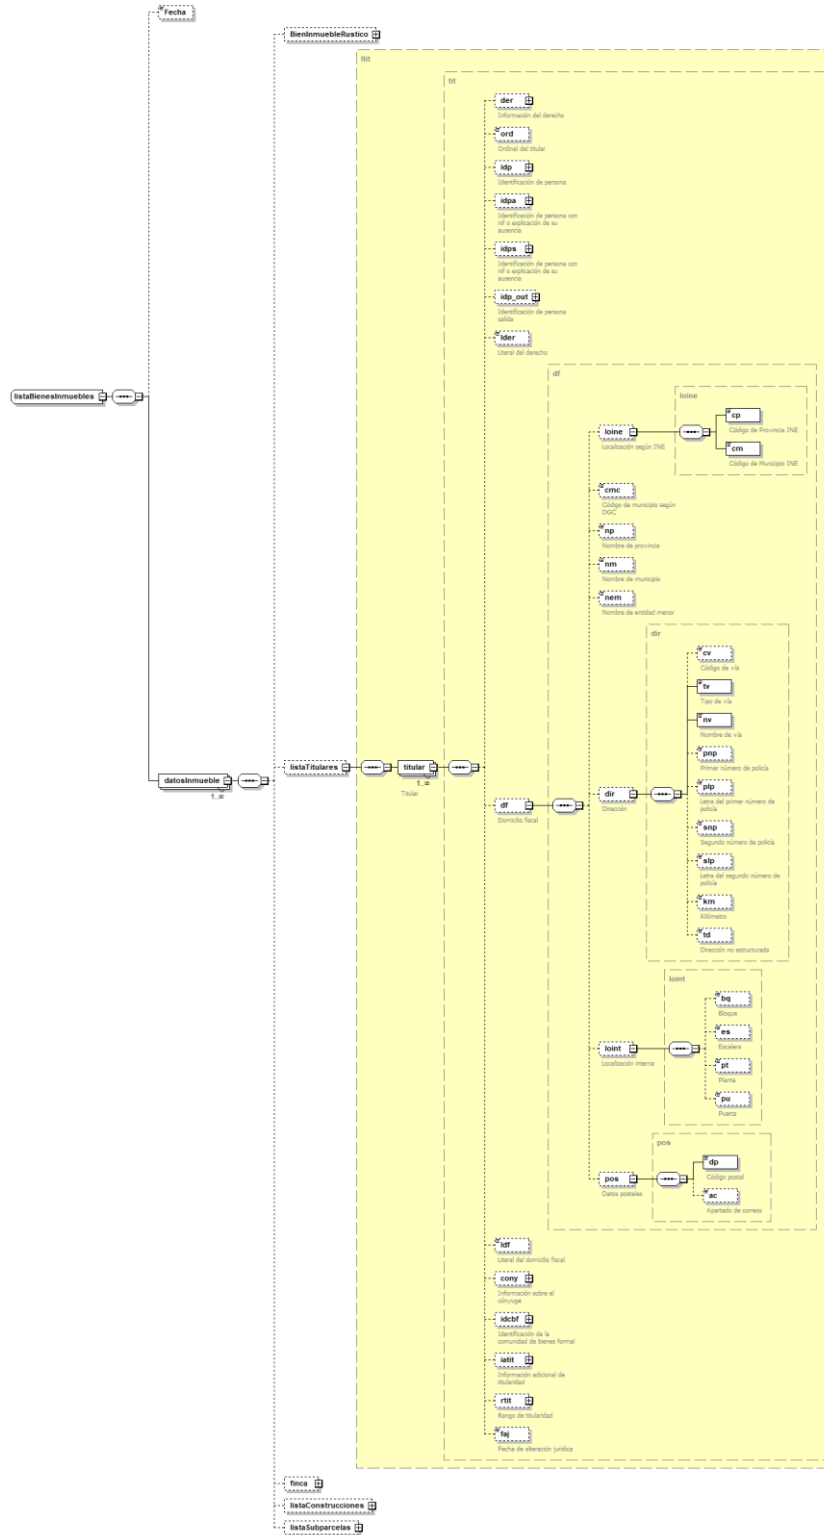 Fecha
BienInmuebleRustico
ltit
tit
der
Información del derecho
ord
Ordinal del titular
idp
Identificación de persona
idpa
Identificación de persona con
nif o explicación de su
ausencia
idps
Identificación de persona con
nif o explicación de su
ausencia
idp_out
Identificación de persona
salida
lder
Literal del derecho
df
loine
cp
Código de Provincia INE
listaBienesInmuebles
loine
Localización según INE
cm
Código de Municipio INE
cmc
Código de municipio según
DGC
np
Nombre de provincia
nm
Nombre de municipio
nem
Nombre de entidad menor
dir
cv
Código de vía
tv
Tipo de vía
nv
Nombre de vía
pnp
Primer número de policía
datosInmueble
1..∞
listaTitulares
titular
1..∞
Titular
df
Domicilio fiscal
dir
Dirección
plp
Letra del primer número de
policía
snp
Segundo número de policía
slp
Letra del segundo número de
policía
km
Kilómetro
td
Dirección no estructurada
loint
bq
Bloque
es
Escalera
loint
Localización interna
pt
Planta
pu
Puerta
pos
dp
Código postal
pos
Datos postales
ac
Apartado de correos
ldf
Literal del domicilio fiscal
cony
Información sobre el
cónyuge
idcbf
Identificación de la
comunidad de bienes formal
iatit
Información adicional de
titularidad
rtit
Rango de titularidad
faj
Fecha de alteración jurídica
finca
listaConstrucciones
listaSubparcelas